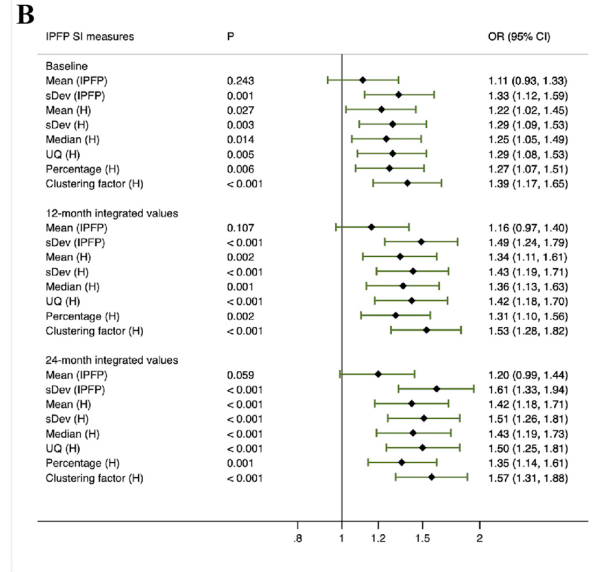 B
IPFP SI measures P OR (95% CI)
Baseline
Mean (IPFP) 0.243 1.11 (0.93, 1.33)
sDev (IPFP) 0.001 1.33 (1.12, 1.59)
Mean (H) 0.027 1.22 (1.02, 1.45)
sDev (H) 0.003 1.29 (1.09, 1.53)
Median (H) 0.014 1.25 (1.05, 1.49)
UQ (H) 0.005 1.29 (1.08, 1.53)
Percentage (H) 0.006 1.27 (1.07, 1.51)
Clustering factor (H) < 0.001 1.39 (1.17, 1.65)
12-month integrated values
Mean (IPFP) 0.107 1.16 (0.97, 1.40)
sDev (IPFP) < 0.001 1.49 (1.24, 1.79)
Mean (H) 0.002 1.34 (1.11, 1.61)
sDev (H) < 0.001 1.43 (1.19, 1.71)
Median (H) 0.001 1.36 (1.13, 1.63)
UQ (H) < 0.001 1.42 (1.18, 1.70)
Percentage (H) 0.002 1.31 (1.10, 1.56)
Clustering factor (H) < 0.001 1.53 (1.28, 1.82)
24-month integrated values
Mean (IPFP) 0.059 1.20 (0.99, 1.44)
sDev (IPFP) < 0.001 1.61 (1.33, 1.94)
Mean (H) < 0.001 1.42 (1.18, 1.71)
sDev (H) < 0.001 1.51 (1.26, 1.81)
Median (H) < 0.001 1.43 (1.19, 1.73)
UQ (H) < 0.001 1.50 (1.25, 1.81)
Percentage (H) 0.001 1.35 (1.14, 1.61)
Clustering factor (H) < 0.001 1.57 (1.31, 1.88)
.8 1 1.2 1.5 2